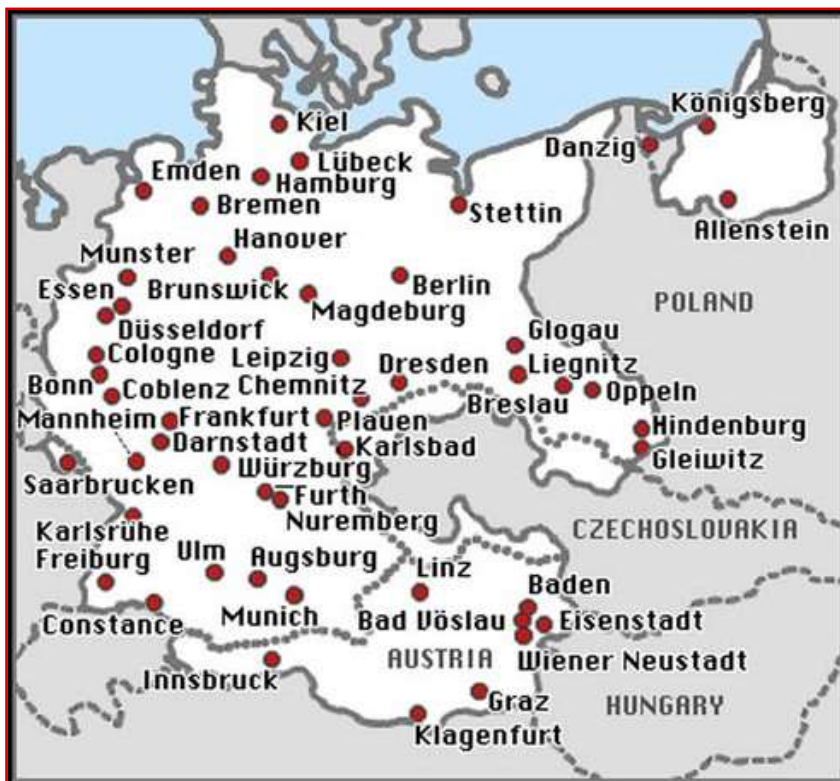 Königsberg
Kiel
Danzig
Lübeck
Emden
Hamburg
Bremen
Stettin
Allenstein
Hanover
Munster
Berlin
Essen
Brunswick
Magdeburg
POLAND
Düsseldorf
Glogau
Cologne
Leipzig
Dresden
Liegnitz
Bonn
Coblenz
Chemnitz
Breslau
Oppeln
Mannheim
Frankfurt
Plauen
Hindenburg
Darnstadt
Karlsbad
Gleiwitz
Saarbrucken
Würzburg
Furth
Nuremberg
Karlsrühe
CZECHOSLOVAKIA
Freiburg
Ulm
Augsburg
Linz
Baden
Constance
Munich
Bad Vöslau
Eisenstadt
AUSTRIA
Wiener Neustadt
Innsbruck
Graz
HUNGARY
Klagenfurt